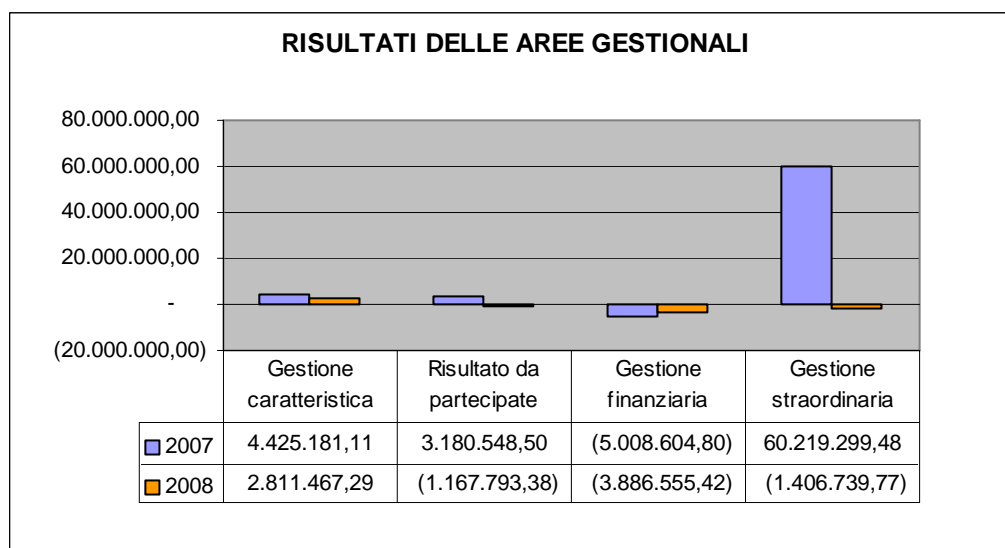 RISULTATI DELLE AREE GESTIONALI
80.000.000,00
60.000.000,00
40.000.000,00
20.000.000,00
-
(20.000.000,00)
Gestione caratteristica
Risultato da partecipate
Gestione finanziaria
Gestione straordinaria
2007 4.425.181,11 3.180.548,50 (5.008.604,80) 60.219.299,48
2008 2.811.467,29 (1.167.793,38) (3.886.555,42) (1.406.739,77)